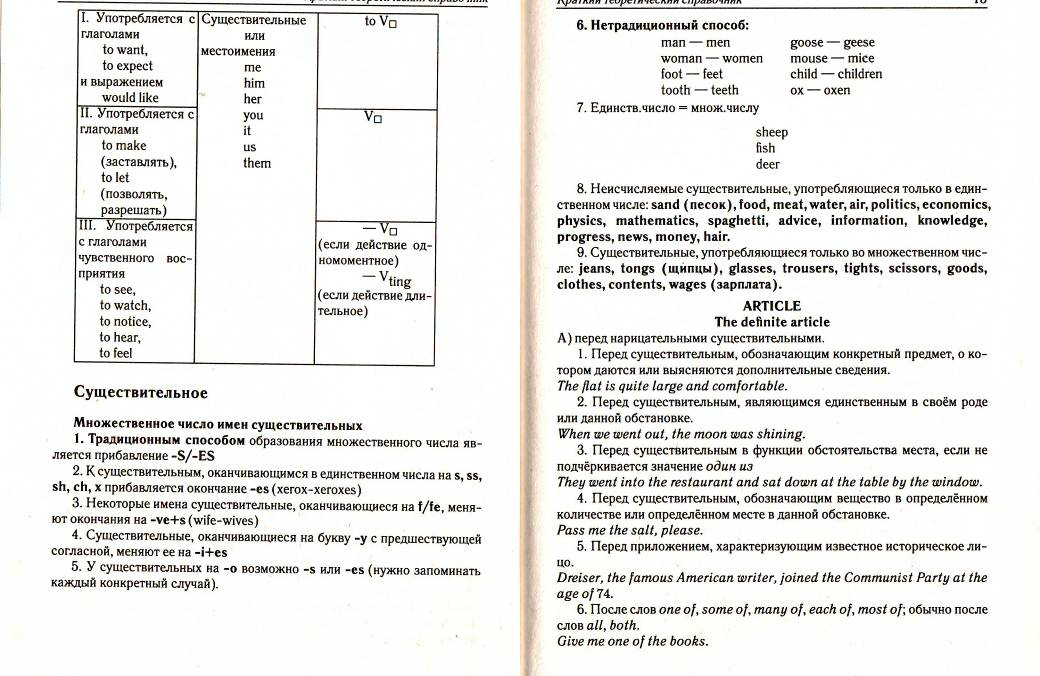 Краткий теоретический справочник
I. Употребляется с
глаголами
to want,
to expect
и выражением
would like
Существительные
или
местоимения
me
him
her
you
it
us
them
to V□
II. Употребляется с
глаголами
to make
(заставлять),
to let
(позволять,
разрешать)
V□
III. Употребляется
с глаголами
чувственного вос-
приятия
to see,
to watch,
to notice,
to hear,
to feel
— V□
(если действие од-
номоментное)
— Vting
(если действие дли-
тельное)
Существительное
Множественное число имен существительных
1. Традиционным способом образования множественного числа яв-
ляется прибавление -S/-ES
2. К существительным, оканчивающимся в единственном числа на s, ss,
sh, ch, x прибавляется окончание -es (xerox-xeroxes)
3. Некоторые имена существительные, оканчивающиеся на f/fe, меня-
ют окончания на -ve+s (wife-wives)
4. Существительные, оканчивающиеся на букву -y с предшествующей
согласной, меняют ее на -i+es
5. У существительных на -o возможно -s или -es (нужно запоминать
каждый конкретный случай).
Краткий теоретический справочник
6. Нетрадиционный способ:
man — men goose — geese
woman — women mouse — mice
foot — feet child — children
tooth — teeth ox — oxen
7. Единств.число = множ.числу
sheep
fish
deer
8. Неисчисляемые существительные, употребляющиеся только в един-
ственном числе: sand (песок), food, meat, water, air, politics, economics,
physics, mathematics, spaghetti, advice, information, knowledge,
progress, news, money, hair.
9. Существительные, употребляющиеся только во множественном чис-
ле: jeans, tongs (щипцы), glasses, trousers, tights, scissors, goods,
clothes, contents, wages (зарплата).
ARTICLE
The definite article
А) перед нарицательными существительными.
1. Перед существительным, обозначающим конкретный предмет, о ко-
тором даются или выясняются дополнительные сведения.
The flat is quite large and comfortable.
2. Перед существительным, являющимся единственным в своём роде
или данной обстановке.
When we went out, the moon was shining.
3. Перед существительным в функции обстоятельства места, если не
подчёркивается значение один из
They went into the restaurant and sat down at the table by the window.
4. Перед существительным, обозначающим вещество в определённом
количестве или определённом месте в данной обстановке.
Pass me the salt, please.
5. Перед приложением, характеризующим известное историческое ли-
цо.
Dreiser, the famous American writer, joined the Communist Party at the
age of 74.
6. После слов one of, some of, many of, each of, most of; обычно после
слов all, both.
Give me one of the books.